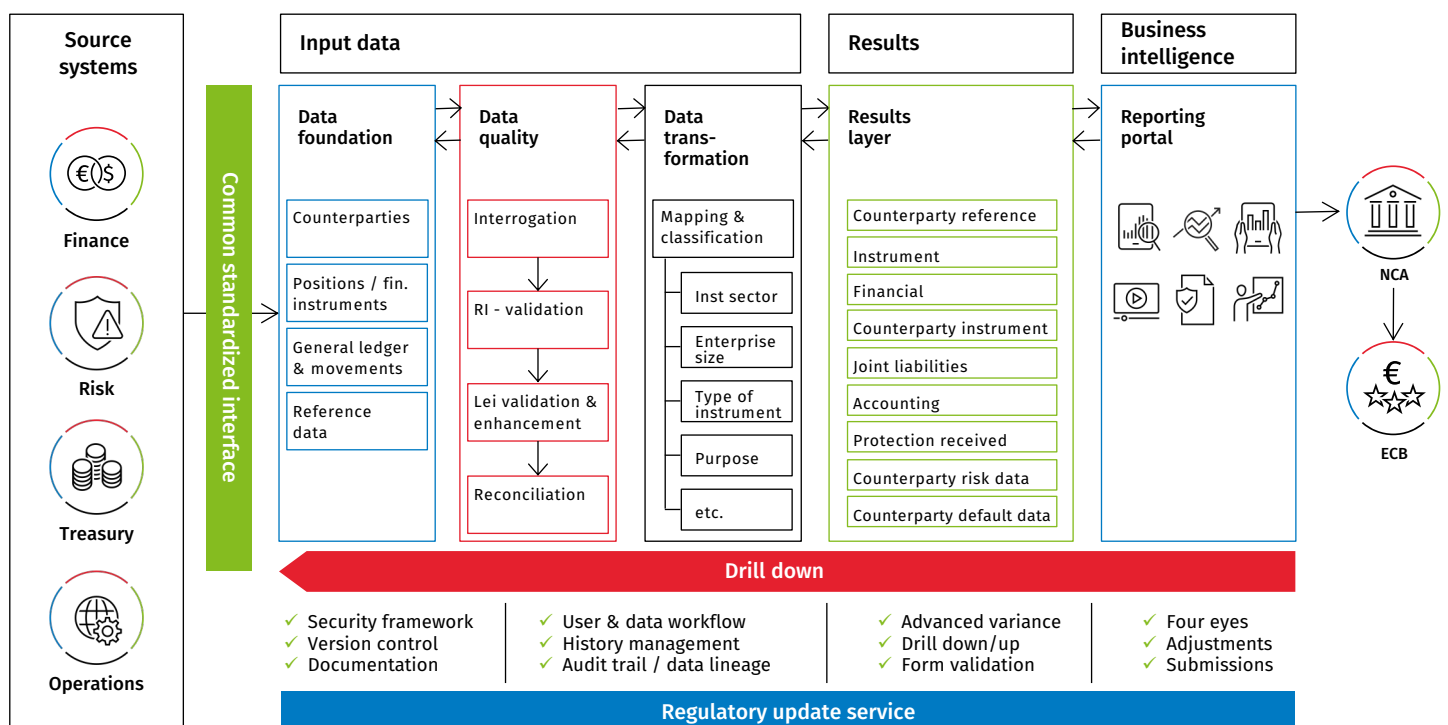 Source
systems
Finance
Risk
Treasury
Operations
Common standardized interface
Input data
Results
Business
intelligence
Data
foundation
Counterparties
Positions / fin.
instruments
General ledger
& movements
Reference
data
Data
quality
Interrogation
RI - validation
Lei validation &
enhancement
Reconciliation
Data
trans-
formation
Mapping &
classification
Inst sector
Enterprise
size
Type of
instrument
Purpose
etc.
Results
layer
Counterparty reference
Instrument
Financial
Counterparty instrument
Joint liabilities
Accounting
Protection received
Counterparty risk data
Counterparty default data
Reporting
portal
NCA
€
ECB
€
$
Drill down
✓ Security framework
✓ Version control
✓ Documentation
✓ User & data workflow
✓ History management
✓ Audit trail / data lineage
✓ Advanced variance
✓ Drill down/up
✓ Form validation
✓ Four eyes
✓ Adjustments
✓ Submissions
Regulatory update service